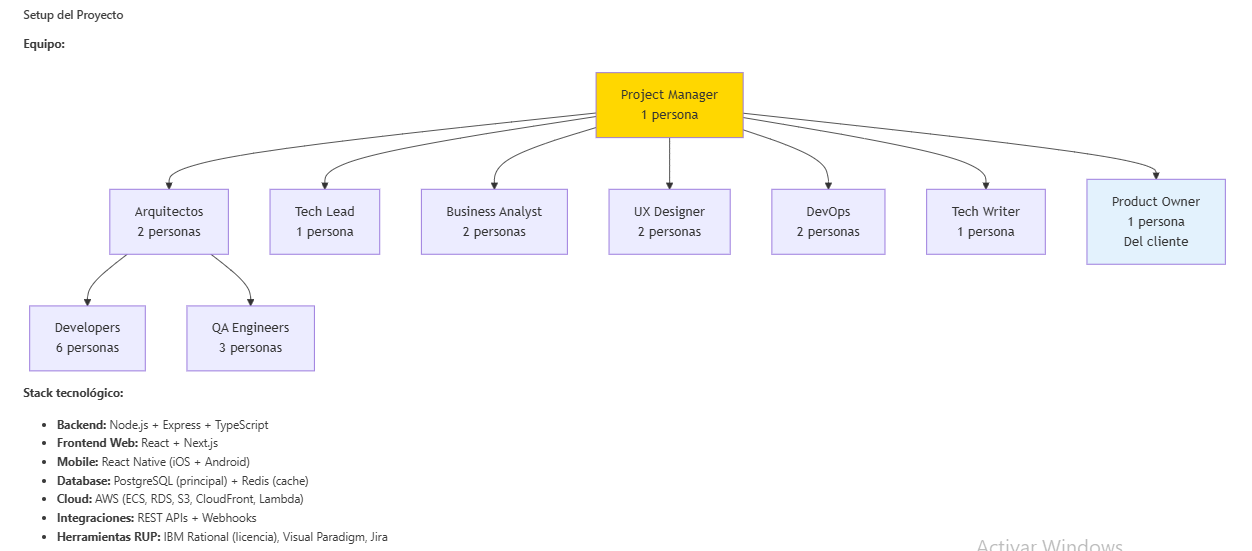 Setup del Proyecto
Equipo:
Project Manager
1 persona
Arquitectos
2 personas
Tech Lead
1 persona
Business Analyst
2 personas
UX Designer
2 personas
DevOps
2 personas
Tech Writer
1 persona
Product Owner
1 persona
Del cliente
Developers
6 personas
QA Engineers
3 personas
Stack tecnológico:
• Backend: Node.js + Express + TypeScript
• Frontend Web: React + Next.js
• Mobile: React Native (iOS + Android)
• Database: PostgreSQL (principal) + Redis (cache)
• Cloud: AWS (ECS, RDS, S3, CloudFront, Lambda)
• Integraciones: REST APIs + Webhooks
• Herramientas RUP: IBM Rational (licencia), Visual Paradigm, Jira
Activar Windows